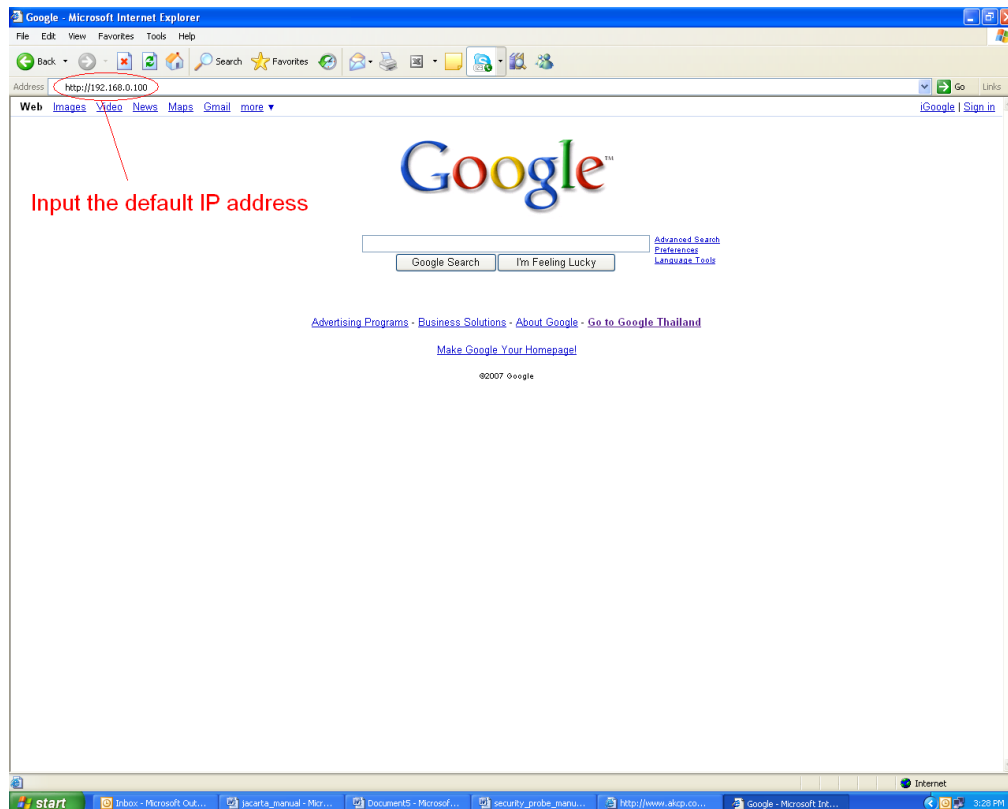 Google - Microsoft Internet Explorer
File Edit View Favorites Tools Help
Back Search Favorites
Address http://192.168.0.100 Go Links
Web Images Video News Maps Gmail more ▼ iGoogle | Sign in
Google™
Input the default IP address
Advanced Search
Preferences
Language Tools
Google Search I'm Feeling Lucky
Advertising Programs - Business Solutions - About Google - Go to Google Thailand
Make Google Your Homepage!
©2007 Google
Internet
start Inbox - Microsoft Out... jacarta_manual - Micr... Document5 - Microsof... security_probe_manu... http://www.akcp.co... Google - Microsoft Int... 3:28 PM